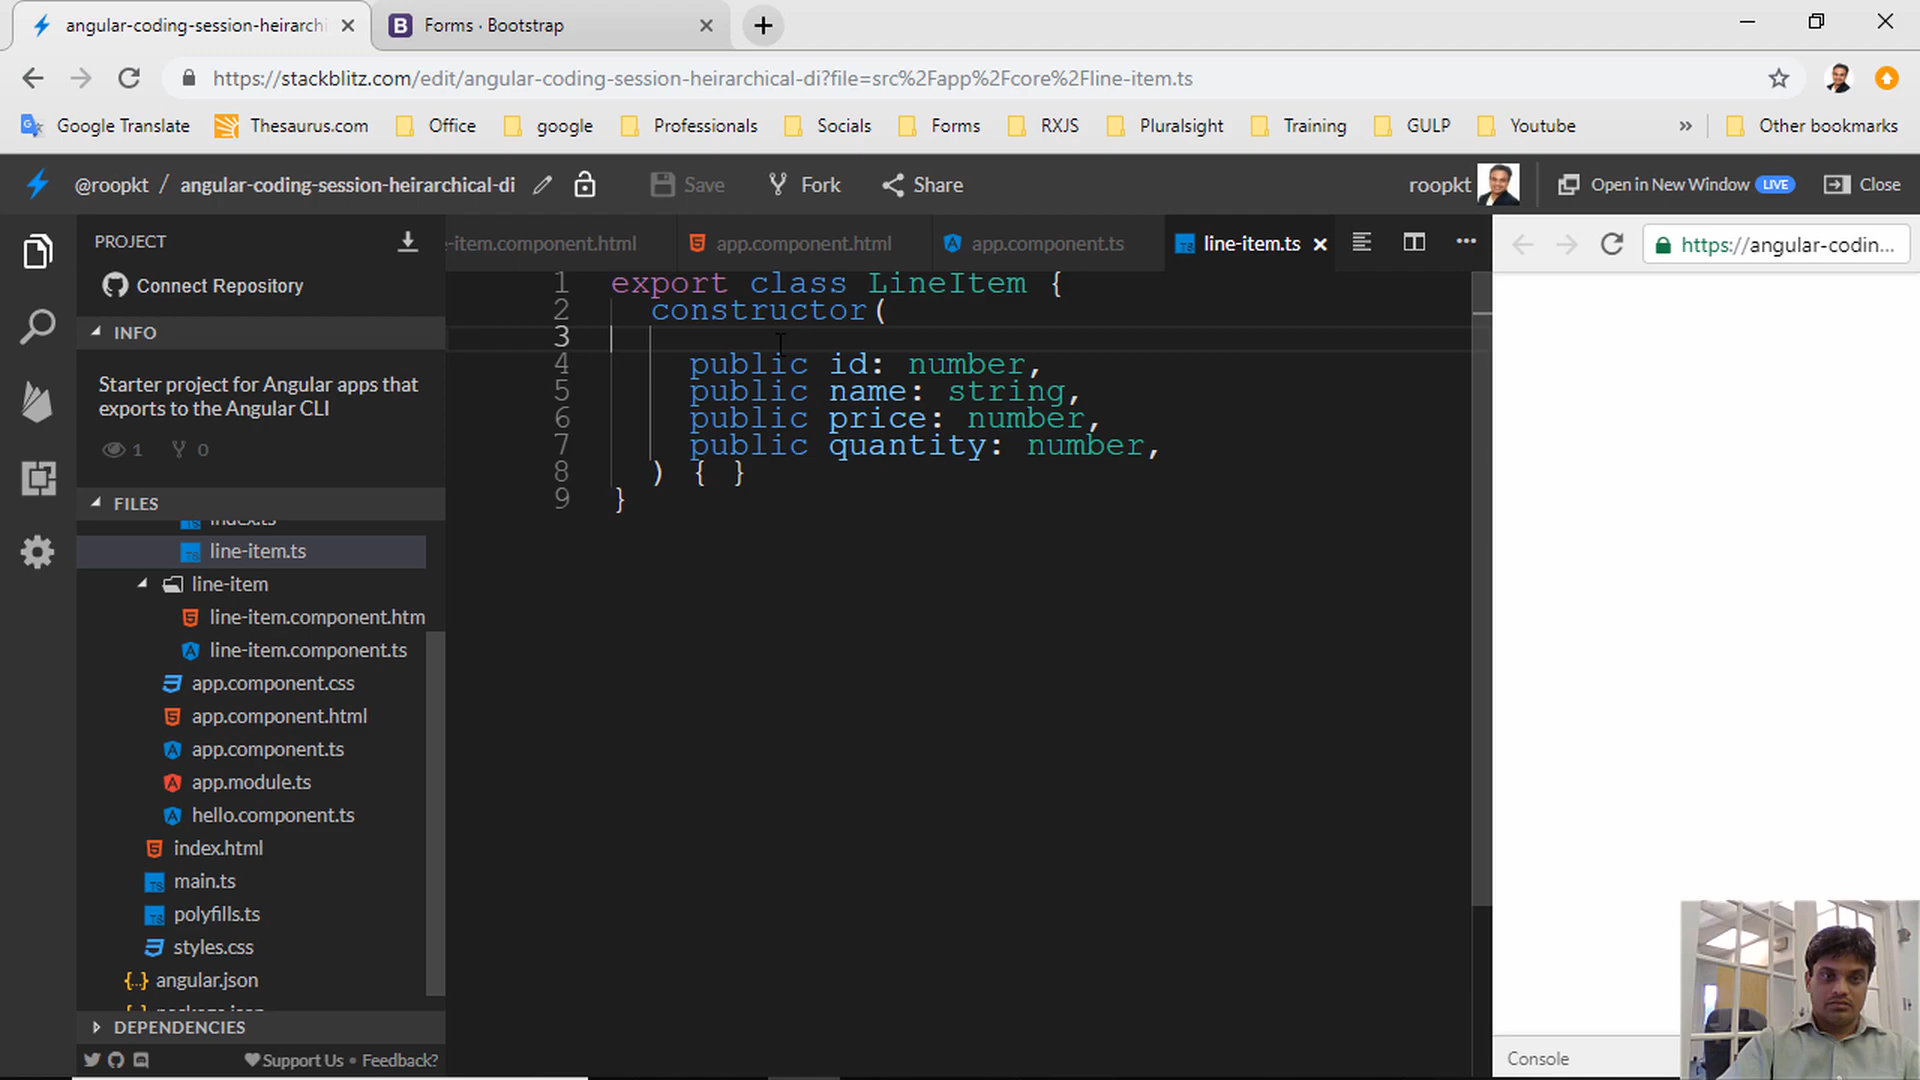 angular-coding-session-heirarchi
Forms · Bootstrap
https://stackblitz.com/edit/angular-coding-session-heirarchical-di?file=src%2Fapp%2Fcore%2Fline-item.ts
Google Translate
Thesaurus.com
Office
google
Professionals
Socials
Forms
RXJS
Pluralsight
Training
GULP
Youtube
»
Other bookmarks
@roopkt / angular-coding-session-heirarchical-di
Save
Fork
Share
roopkt
Open in New Window LIVE
Close
PROJECT
Connect Repository
INFO
Starter project for Angular apps that
exports to the Angular CLI
1
0
FILES
index.ts
line-item.ts
line-item
line-item.component.htm
line-item.component.ts
app.component.css
app.component.html
app.component.ts
app.module.ts
hello.component.ts
index.html
main.ts
polyfills.ts
styles.css
angular.json
DEPENDENCIES
Support Us • Feedback?
e-item.component.html
app.component.html
app.component.ts
line-item.ts
1 export class LineItem {
2 constructor(
3
4 public id: number,
5 public name: string,
6 public price: number,
7 public quantity: number,
8 ) { }
9 }
https://angular-codin...
Console